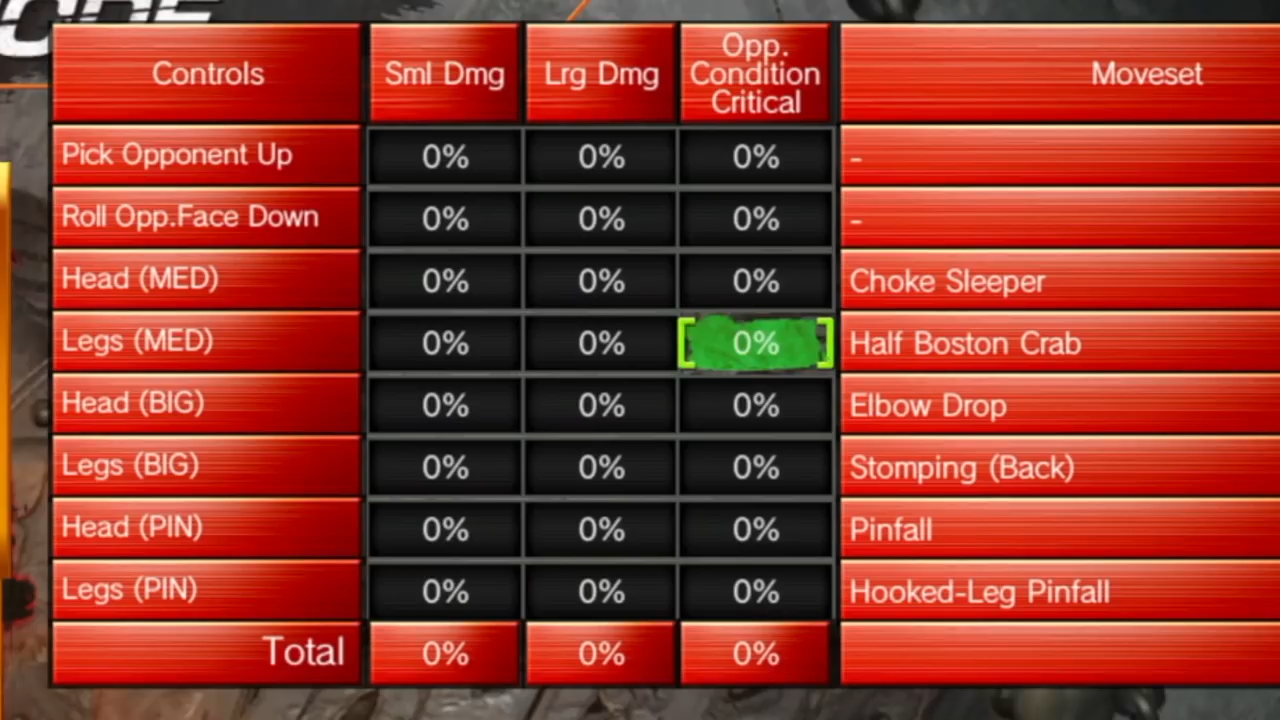 Controls Sml Dmg Lrg Dmg Opp. Condition Critical Moveset
Pick Opponent Up 0% 0% 0% -
Roll Opp.Face Down 0% 0% 0% -
Head (MED) 0% 0% 0% Choke Sleeper
Legs (MED) 0% 0% 0% Half Boston Crab
Head (BIG) 0% 0% 0% Elbow Drop
Legs (BIG) 0% 0% 0% Stomping (Back)
Head (PIN) 0% 0% 0% Pinfall
Legs (PIN) 0% 0% 0% Hooked-Leg Pinfall
Total 0% 0% 0%